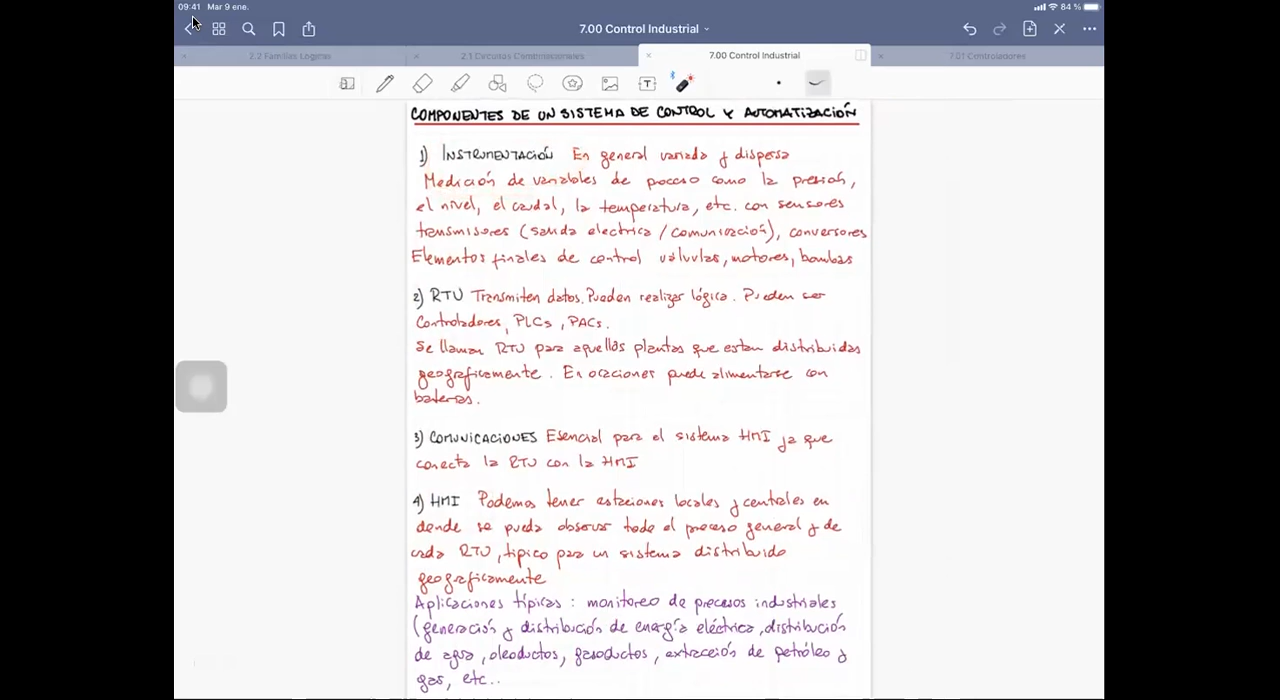 09:41 Mar 9 ene.
84 %
7.00 Control Industrial
2.2 Familias Logicas
2.1 Circuitos Combinacionales
7.00 Control Industrial
7.01 Controladores
COMPONENTES DE UN SISTEMA DE CONTROL Y AUTOMATIZACIÓN
1) INSTRUMENTACIÓN En general variada y dispersa
Medición de variables de proceso como la presión,
el nivel, el caudal, la temperatura, etc. con sensores
transmisores (salida electrica / comunicación), conversores
Elementos finales de control válvulas, motores, bombas
2) RTU Transmiten datos. Pueden realizar lógica. Pueden ser
Controladores, PLCs, PACs.
Se llaman RTU para aquellas plantas que estan distribuidas
geograficamente. En ocaciones puede alimentarse con
baterias.
3) COMUNICACIONES Esencial para el sistema HMI ya que
conecta la RTU con la HMI
4) HMI Podemos tener estaciones locales y centrales en
donde se pueda observar todo el proceso general y de
cada RTU, típico para un sistema distribuido
geograficamente
Aplicaciones típicas : monitoreo de procesos industriales
(generación y distribución de energía eléctrica, distribución
de agua, oleoductos, gasoductos, extracción de petróleo y
gas, etc..